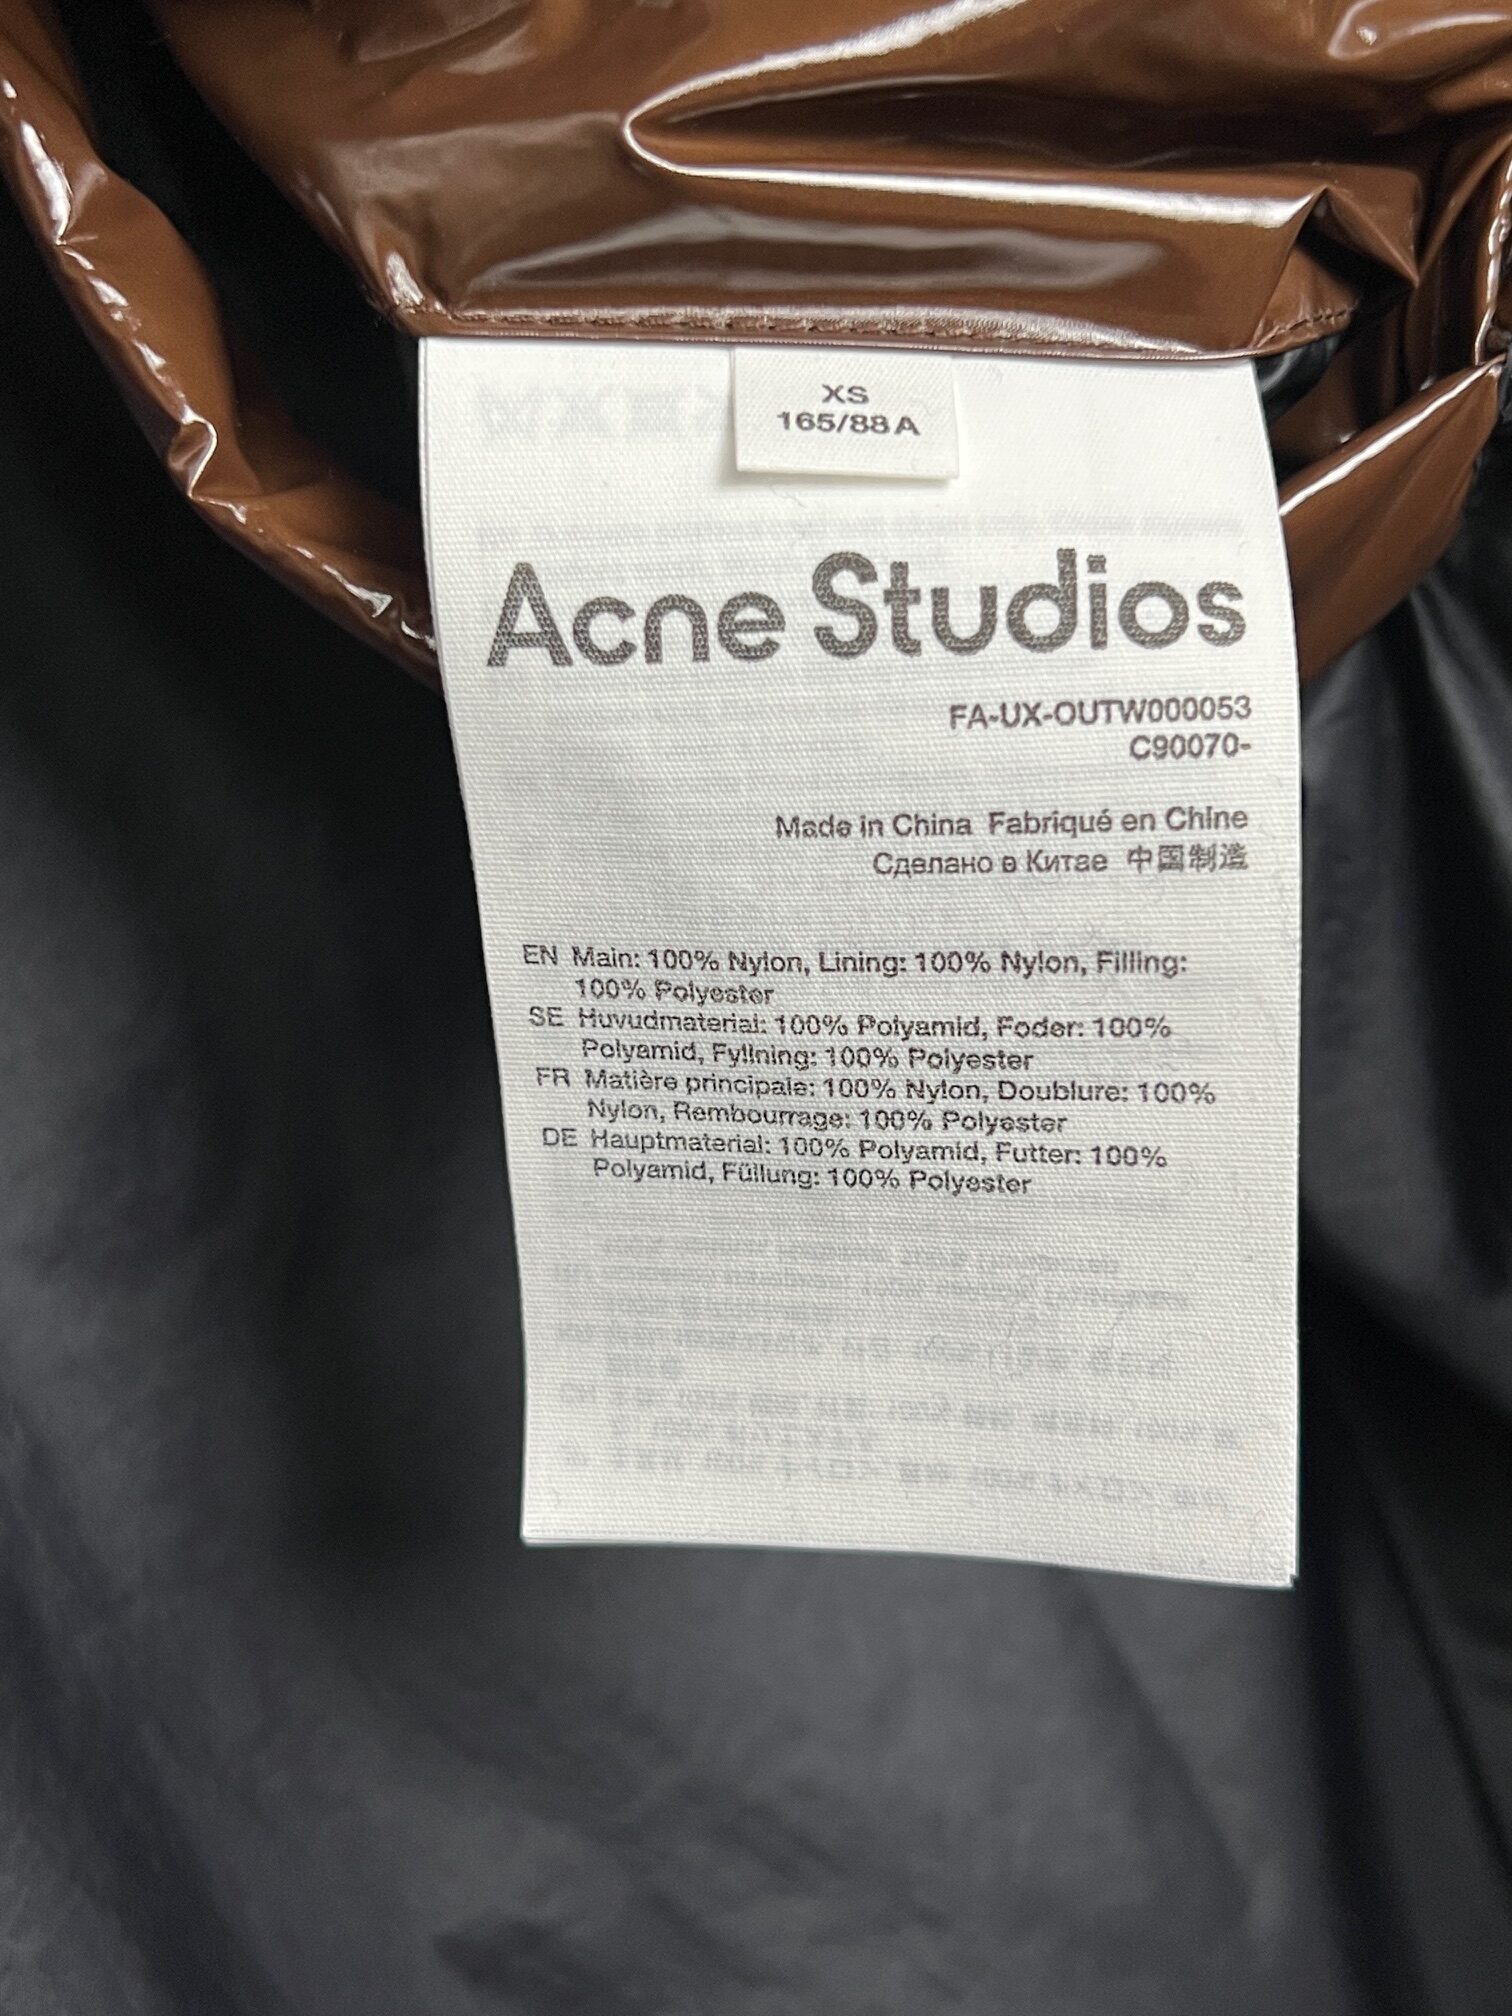 XS
165/88A
Acne Studios
FA-UX-OUTW000053
C90070-
Made in China Fabriqué en Chine
Сделано в Китае 中国制造
EN Main: 100% Nylon, Lining: 100% Nylon, Filling:
100% Polyester
SE Huvudmaterial: 100% Polyamid, Foder: 100%
Polyamid, Fyllning: 100% Polyester
FR Matière principale: 100% Nylon, Doublure: 100%
Nylon, Rembourrage: 100% Polyester
DE Hauptmaterial: 100% Polyamid, Futter: 100%
Polyamid, Füllung: 100% Polyester